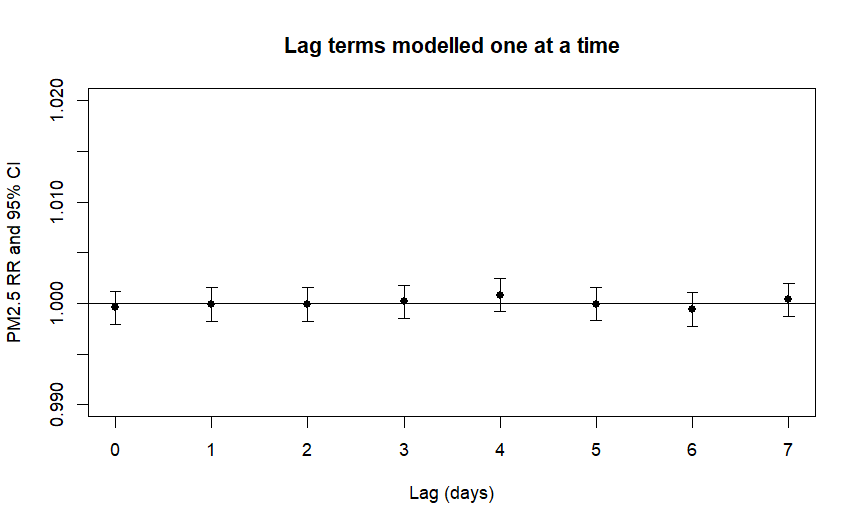 Lag terms modelled one at a time
PM2.5 RR and 95% CI
1.020
1.010
1.000
0.990
0 1 2 3 4 5 6 7
Lag (days)